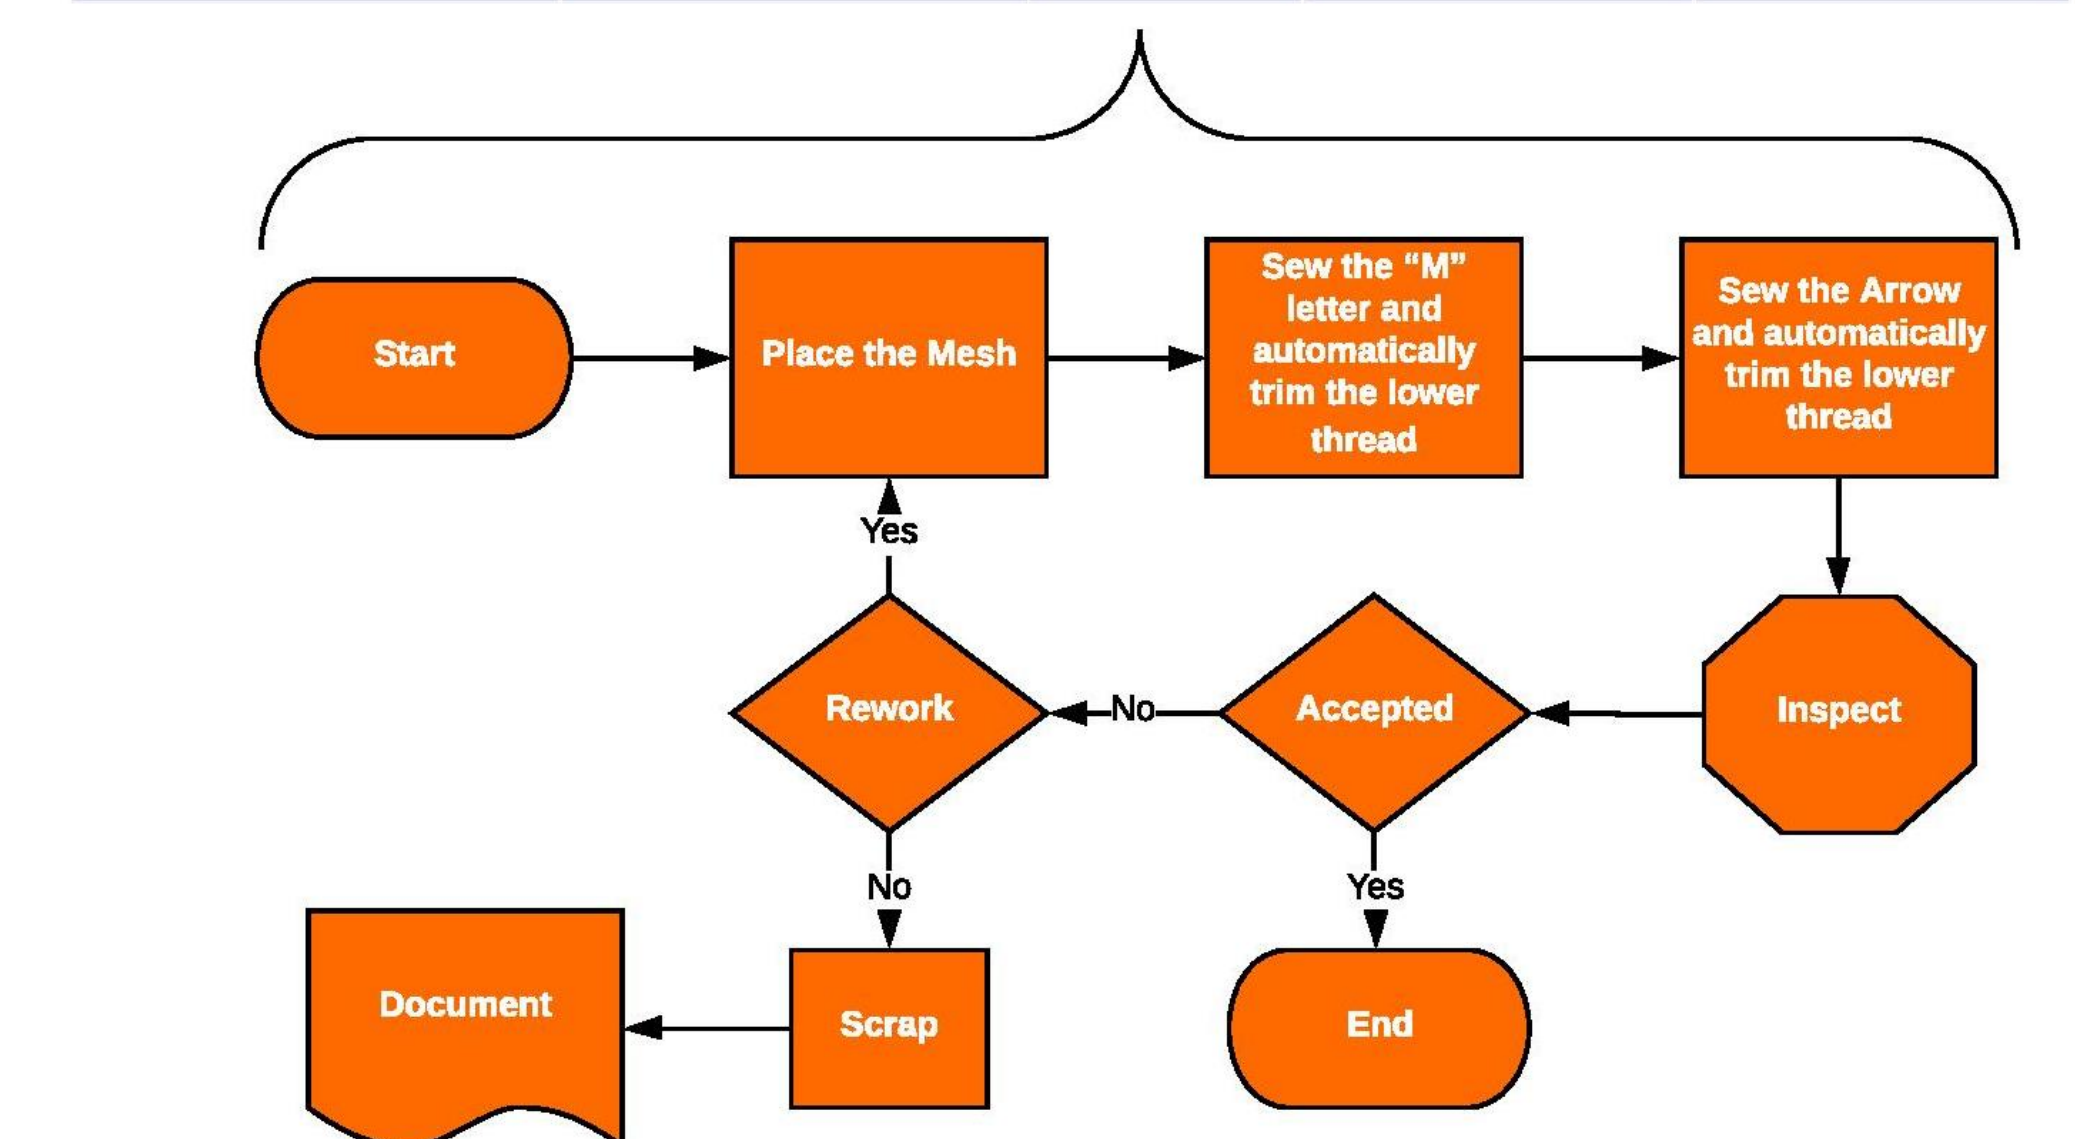 Start
Place the Mesh
Sew the “M”
letter and
automatically
trim the lower
thread
Sew the Arrow
and automatically
trim the lower
thread
Yes
Rework
No
Accepted
Inspect
No
Yes
Document
Scrap
End